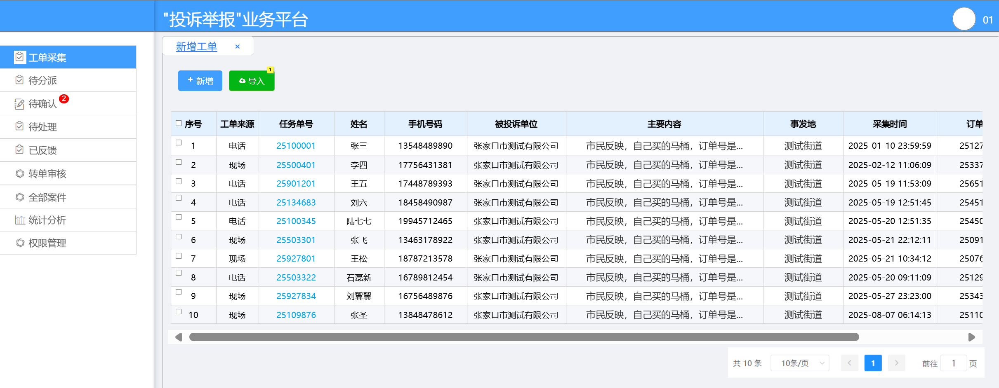 "投诉举报"业务平台
01
新增工单 ×
工单采集
待分派
待确认 2
待处理
已反馈
转单审核
全部案件
统计分析
权限管理
+ 新增
导入 1
序号 工单来源 任务单号 姓名 手机号码 被投诉单位 主要内容 事发地 采集时间 订单
1 电话 25100001 张三 13548489890 张家口市测试有限公司 市民反映，自己买的马桶，订单号是... 测试街道 2025-01-10 23:59:59 25127
2 现场 25500401 李四 17756431381 张家口市测试有限公司 市民反映，自己买的马桶，订单号是... 测试街道 2025-02-12 11:06:09 25337
3 电话 25901201 王五 17448789393 张家口市测试有限公司 市民反映，自己买的马桶，订单号是... 测试街道 2025-05-19 11:53:09 25651
4 电话 25134683 刘六 18458490987 张家口市测试有限公司 市民反映，自己买的马桶，订单号是... 测试街道 2025-05-19 12:51:45 25451
5 电话 25100345 陆七七 19945712465 张家口市测试有限公司 市民反映，自己买的马桶，订单号是... 测试街道 2025-05-20 12:51:35 25450
6 现场 25503301 张飞 13463178922 张家口市测试有限公司 市民反映，自己买的马桶，订单号是... 测试街道 2025-05-21 22:12:11 25091
7 现场 25927801 王松 18787213578 张家口市测试有限公司 市民反映，自己买的马桶，订单号是... 测试街道 2025-05-21 10:34:12 25076
8 电话 25503322 石磊新 16789812454 张家口市测试有限公司 市民反映，自己买的马桶，订单号是... 测试街道 2025-05-20 09:11:09 25129
9 现场 25927834 刘翼翼 16756489876 张家口市测试有限公司 市民反映，自己买的马桶，订单号是... 测试街道 2025-05-27 23:23:00 25343
10 现场 25109876 张圣 13848478612 张家口市测试有限公司 市民反映，自己买的马桶，订单号是... 测试街道 2025-08-07 06:14:13 25110
共 10 条 10条/页 1 前往 1 页